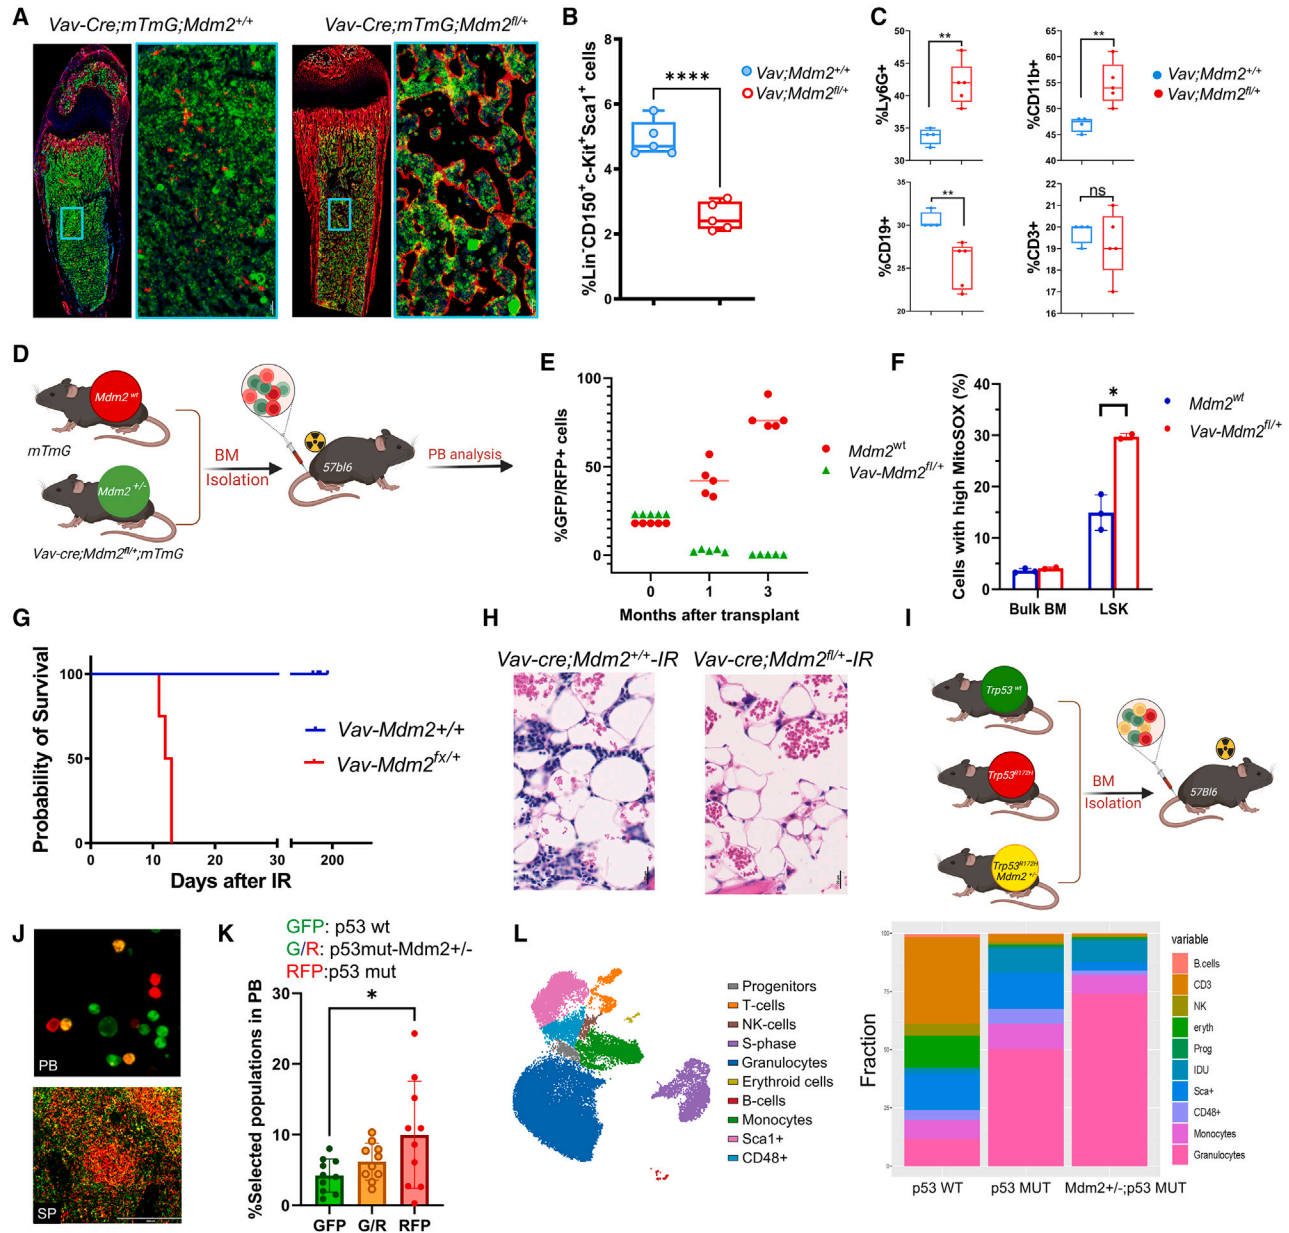 A
Vav-Cre;mTmG;Mdm2+/+
Vav-Cre;mTmG;Mdm2fl/+
B
%Lin-CD150+c-Kit+Sca1+ cells
8
6
4
2
0
****
Vav;Mdm2+/+
Vav;Mdm2fl/+
C
%Ly6G+
50
45
40
35
30
**
%CD11b+
65
60
55
50
45
40
**
Vav;Mdm2+/+
Vav;Mdm2fl/+
%CD19+
35
30
25
20
**
%CD3+
22
21
20
19
18
17
16
ns
D
Mdm2 wt
mTmG
Mdm2 +/-
Vav-cre;Mdm2fl/+;mTmG
BM
Isolation
57bl6
PB analysis
E
%GFP/RFP+ cells
100
50
0
0 1 3
Months after transplant
Mdm2wt
Vav-Mdm2fl/+
F
Cells with high MitoSOX (%)
40
30
20
10
0
*
Bulk BM LSK
Mdm2wt
Vav-Mdm2fl/+
G
Probability of Survival
100
50
0
0 10 20 30 200
Days after IR
Vav-Mdm2+/+
Vav-Mdm2fx/+
H
Vav-cre;Mdm2+/+-IR
Vav-cre;Mdm2fl/+-IR
I
Trp53 wt
Trp53R172H
Trp53R172H
Mdm2 +/-
BM
Isolation
57Bl6
J
PB
SP
K
GFP: p53 wt
G/R: p53mut-Mdm2+/-
RFP:p53 mut
%Selected populations in PB
30
20
10
0
*
GFP G/R RFP
L
Progenitors
T-cells
NK-cells
S-phase
Granulocytes
Erythroid cells
B-cells
Monocytes
Sca1+
CD48+
Fraction
100
75
50
25
0
p53 WT p53 MUT Mdm2+/-;p53 MUT
variable
B.cells
CD3
NK
eryth
Prog
IDU
Sca+
CD48+
Monocytes
Granulocytes